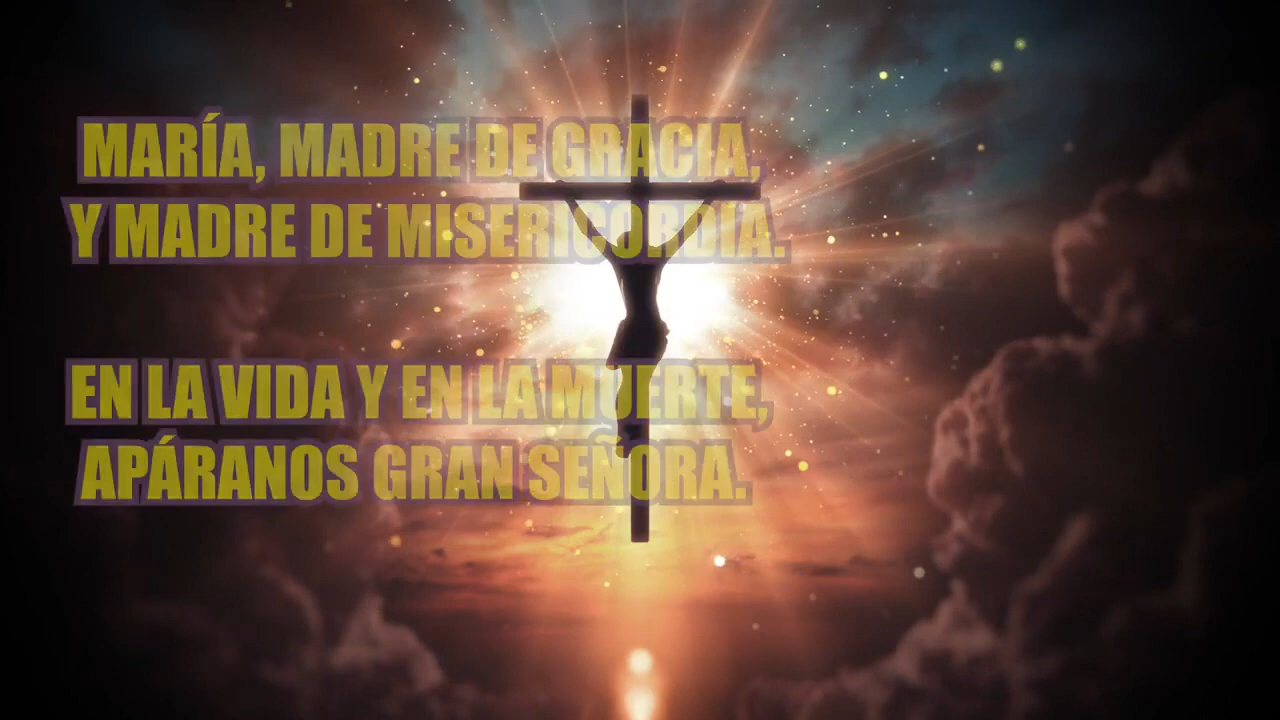 MARÍA, MADRE DE GRACIA,
Y MADRE DE MISERICORDIA.
EN LA VIDA Y EN LA MUERTE,
APÁRANOS GRAN SEÑORA.